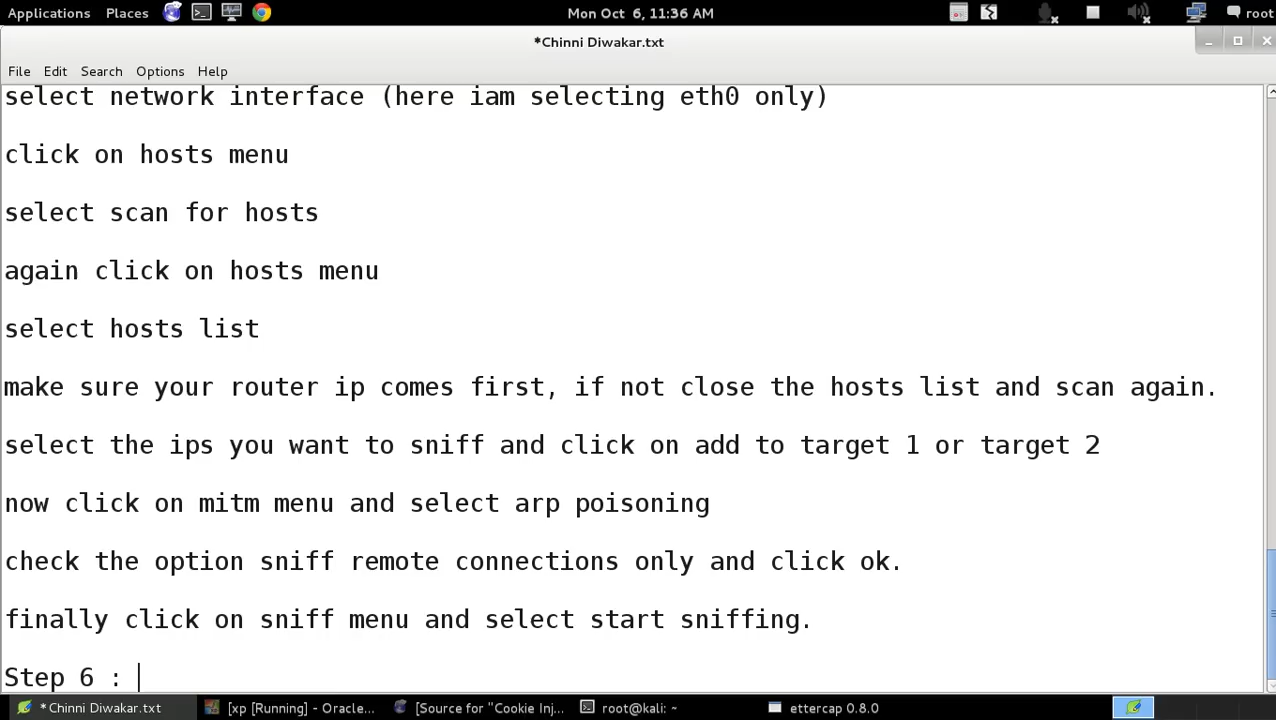 Applications Places Mon Oct 6, 11:36 AM root
*Chinni Diwakar.txt
File Edit Search Options Help
select network interface (here iam selecting eth0 only)
click on hosts menu
select scan for hosts
again click on hosts menu
select hosts list
make sure your router ip comes first, if not close the hosts list and scan again.
select the ips you want to sniff and click on add to target 1 or target 2
now click on mitm menu and select arp poisoning
check the option sniff remote connections only and click ok.
finally click on sniff menu and select start sniffing.
Step 6 :
*Chinni Diwakar.txt [xp [Running] - Oracle... [Source for "Cookie Inj... root@kali: ~ ettercap 0.8.0